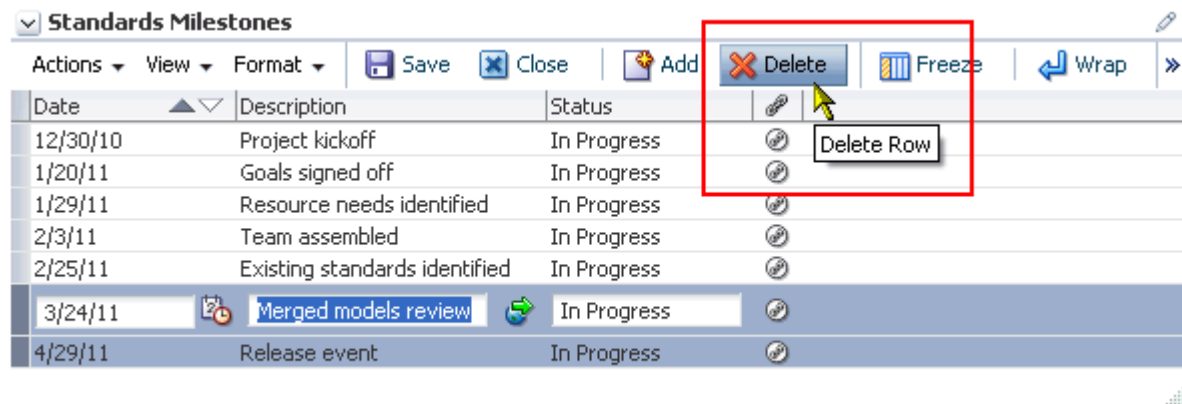 Standards Milestones
Actions View Format Save Close Add Delete Freeze Wrap »
Date Description Status
Delete Row
12/30/10 Project kickoff In Progress
1/20/11 Goals signed off In Progress
1/29/11 Resource needs identified In Progress
2/3/11 Team assembled In Progress
2/25/11 Existing standards identified In Progress
3/24/11 Merged models review In Progress
4/29/11 Release event In Progress